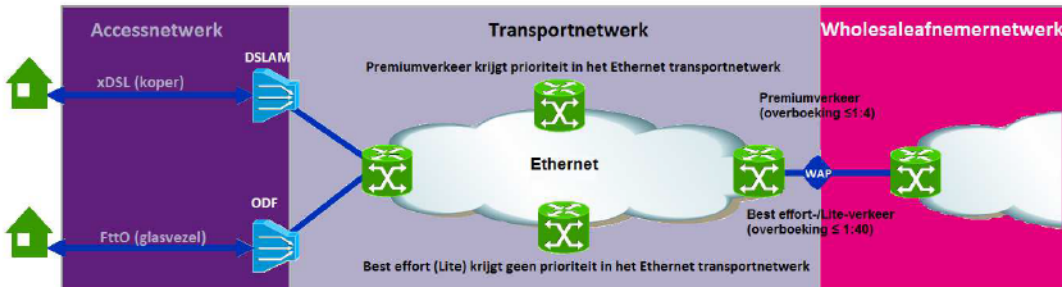 Accessnetwerk
Transportnetwerk
Wholesaleafnemernetwerk
DSLAM
xDSL (koper)
Premiumverkeer krijgt prioriteit in het Ethernet transportnetwerk
Premiumverkeer
(overboeking ≤1:4)
Ethernet
WAP
ODF
FttO (glasvezel)
Best effort-/Lite-verkeer
(overboeking ≤ 1:40)
Best effort (Lite) krijgt geen prioriteit in het Ethernet transportnetwerk